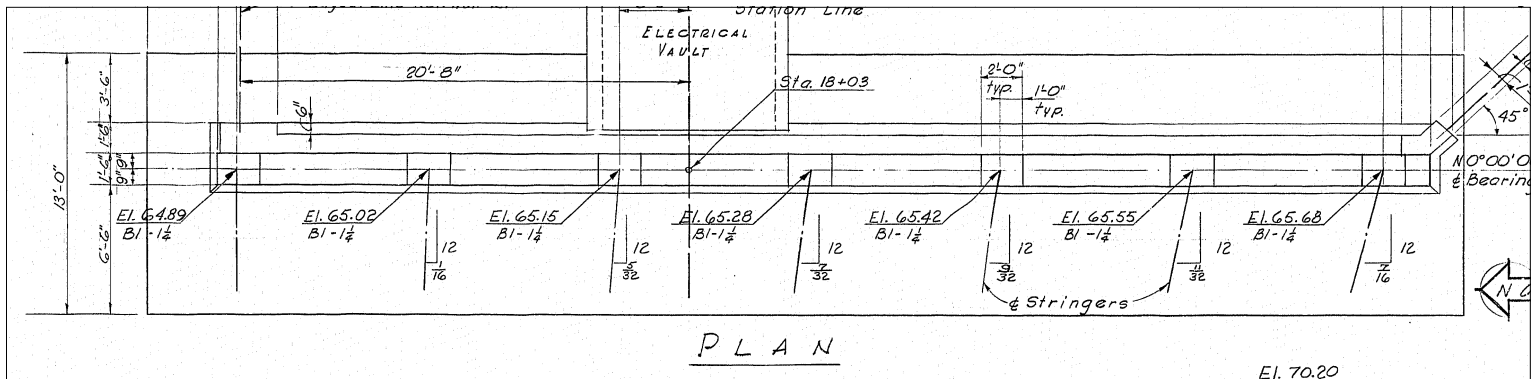 Station Line
ELECTRICAL
VAULT
20'-8"
Sta. 18+03
2'-0"
typ.
1'-0"
typ.
6"
3'-6"
1'-6"
1'-6"
9" 9"
13'-0"
6'-6"
45°
N0°00'0
₵ Bearing
El. 64.89
B1-1¼
El. 65.02
B1-1¼
El. 65.15
B1-1¼
El. 65.28
B1-1¼
El. 65.42
B1-1¼
El. 65.55
B1-1¼
El. 65.68
B1-1¼
12
1/16
12
5/32
12
7/32
12
9/32
12
11/32
12
7/16
₵ Stringers
N
PLAN
El. 70.20